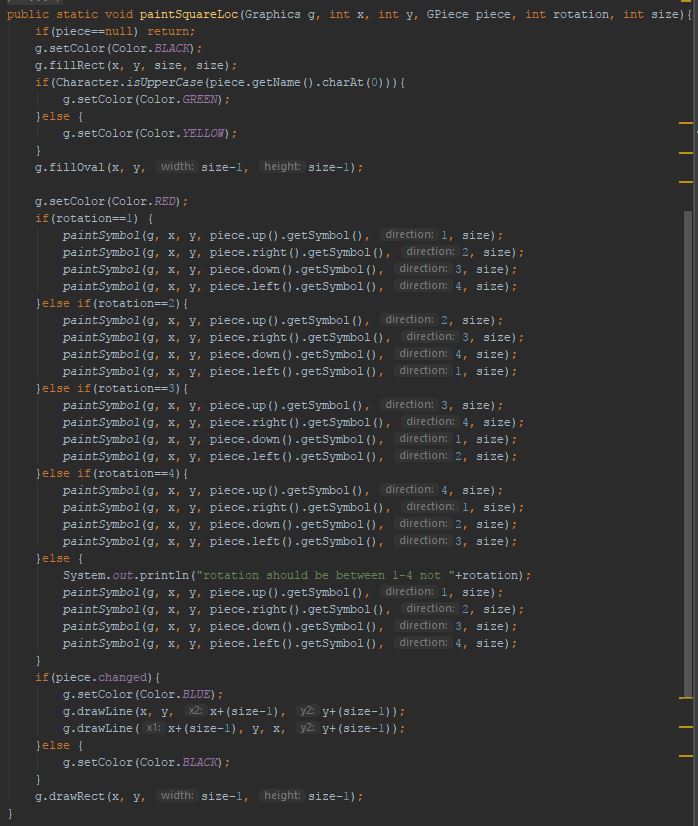 public static void paintSquareLoc(Graphics g, int x, int y, GPiece piece, int rotation, int size){
    if(piece==null) return;
    g.setColor(Color.BLACK);
    g.fillRect(x, y, size, size);
    if(Character.isUpperCase(piece.getName().charAt(0))){
        g.setColor(Color.GREEN);
    }else {
        g.setColor(Color.YELLOW);
    }
    g.fillOval(x, y, width: size-1, height: size-1);

    g.setColor(Color.RED);
    if(rotation==1) {
        paintSymbol(g, x, y, piece.up().getSymbol(), direction: 1, size);
        paintSymbol(g, x, y, piece.right().getSymbol(), direction: 2, size);
        paintSymbol(g, x, y, piece.down().getSymbol(), direction: 3, size);
        paintSymbol(g, x, y, piece.left().getSymbol(), direction: 4, size);
    }else if(rotation==2){
        paintSymbol(g, x, y, piece.up().getSymbol(), direction: 2, size);
        paintSymbol(g, x, y, piece.right().getSymbol(), direction: 3, size);
        paintSymbol(g, x, y, piece.down().getSymbol(), direction: 4, size);
        paintSymbol(g, x, y, piece.left().getSymbol(), direction: 1, size);
    }else if(rotation==3){
        paintSymbol(g, x, y, piece.up().getSymbol(), direction: 3, size);
        paintSymbol(g, x, y, piece.right().getSymbol(), direction: 4, size);
        paintSymbol(g, x, y, piece.down().getSymbol(), direction: 1, size);
        paintSymbol(g, x, y, piece.left().getSymbol(), direction: 2, size);
    }else if(rotation==4){
        paintSymbol(g, x, y, piece.up().getSymbol(), direction: 4, size);
        paintSymbol(g, x, y, piece.right().getSymbol(), direction: 1, size);
        paintSymbol(g, x, y, piece.down().getSymbol(), direction: 2, size);
        paintSymbol(g, x, y, piece.left().getSymbol(), direction: 3, size);
    }else {
        System.out.println("rotation should be between 1-4 not "+rotation);
        paintSymbol(g, x, y, piece.up().getSymbol(), direction: 1, size);
        paintSymbol(g, x, y, piece.right().getSymbol(), direction: 2, size);
        paintSymbol(g, x, y, piece.down().getSymbol(), direction: 3, size);
        paintSymbol(g, x, y, piece.left().getSymbol(), direction: 4, size);
    }
    if(piece.changed){
        g.setColor(Color.BLUE);
        g.drawLine(x, y, x2: x+(size-1), y2: y+(size-1));
        g.drawLine( x1: x+(size-1), y, x, y2: y+(size-1));
    }else {
        g.setColor(Color.BLACK);
    }
    g.drawRect(x, y, width: size-1, height: size-1);
}